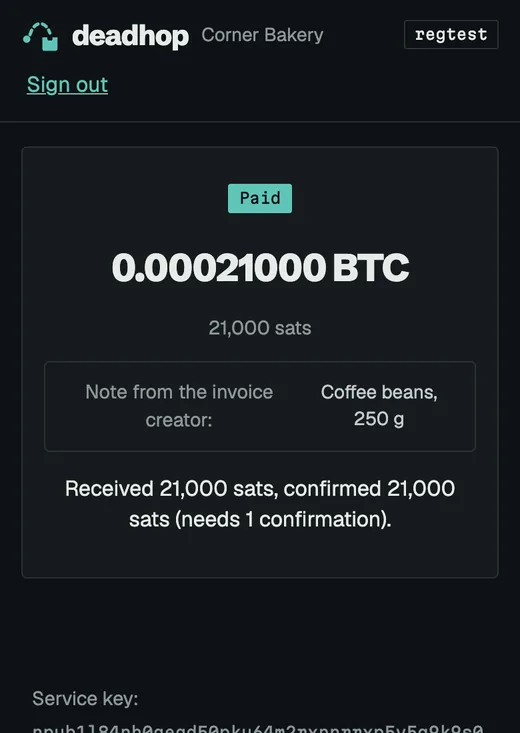 deadhop Corner Bakery regtest
Sign out
Paid
0.00021000 BTC
21,000 sats
Note from the invoice
creator:
Coffee beans,
250 g
Received 21,000 sats, confirmed 21,000
sats (needs 1 confirmation).
Service key: